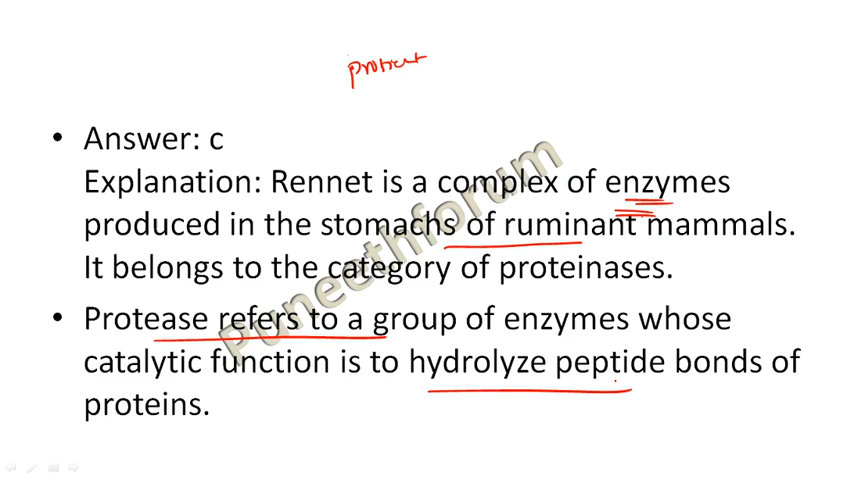 • Answer: c
Explanation: Rennet is a complex of enzymes
produced in the stomachs of ruminant mammals.
It belongs to the category of proteinases.
• Protease refers to a group of enzymes whose
catalytic function is to hydrolyze peptide bonds of
proteins.
Puneethforum